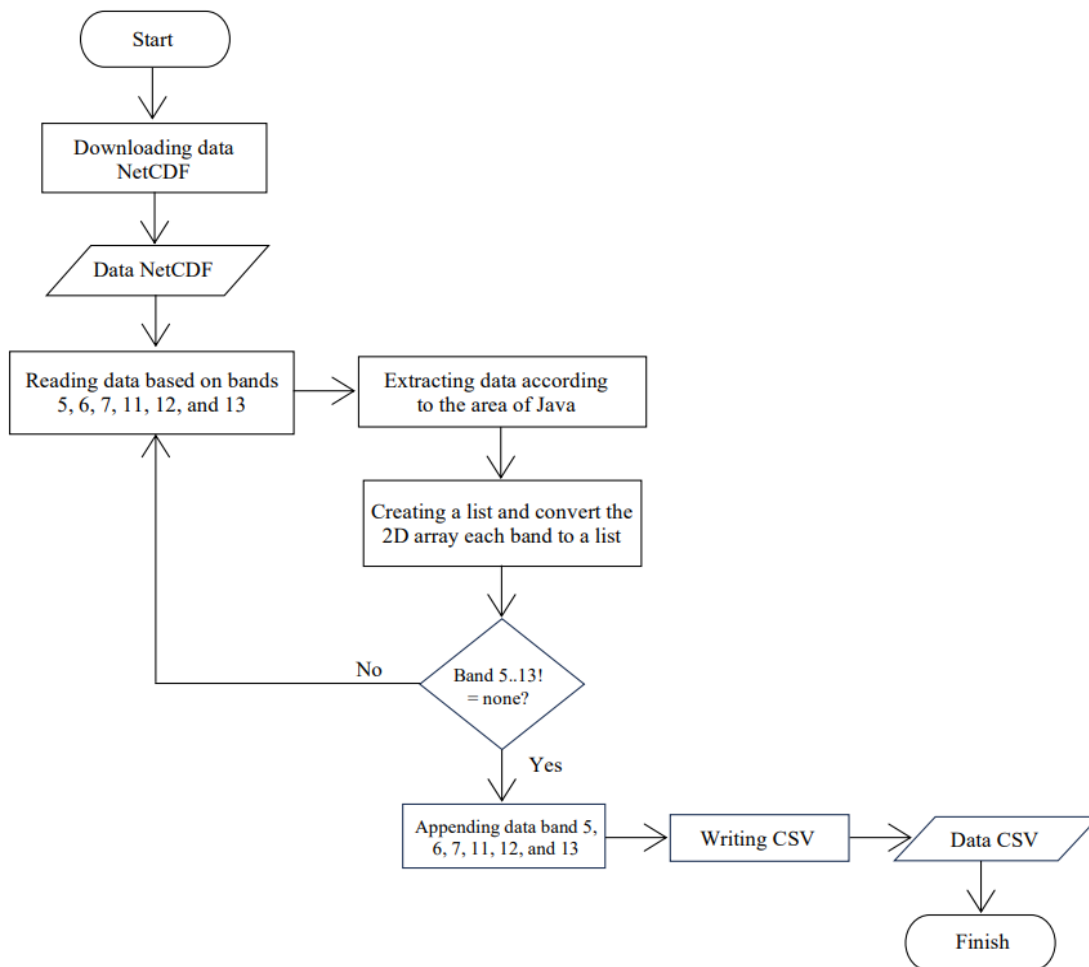 Start
Downloading data
NetCDF
Data NetCDF
Reading data based on bands
5, 6, 7, 11, 12, and 13
Extracting data according
to the area of Java
Creating a list and convert the
2D array each band to a list
No
Band 5..13!
= none?
Yes
Appending data band 5,
6, 7, 11, 12, and 13
Writing CSV
Data CSV
Finish